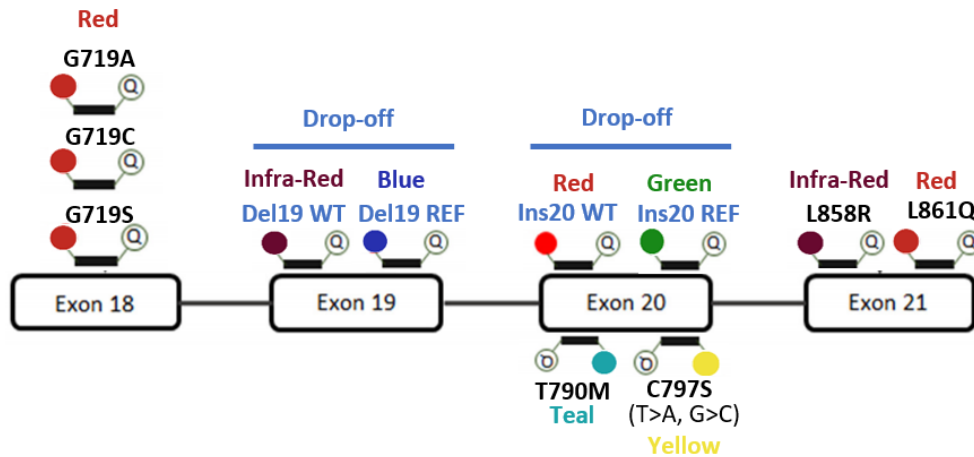 Red
G719A
Q
G719C
Q
G719S
Q
Exon 18
Drop-off
Infra-Red Blue
Del19 WT Del19 REF
Q Q
Exon 19
Drop-off
Red Green
Ins20 WT Ins20 REF
Q Q
Exon 20
Q Q
T790M C797S
Teal (T>A, G>C)
Yellow
Infra-Red Red
L858R L861Q
Q Q
Exon 21